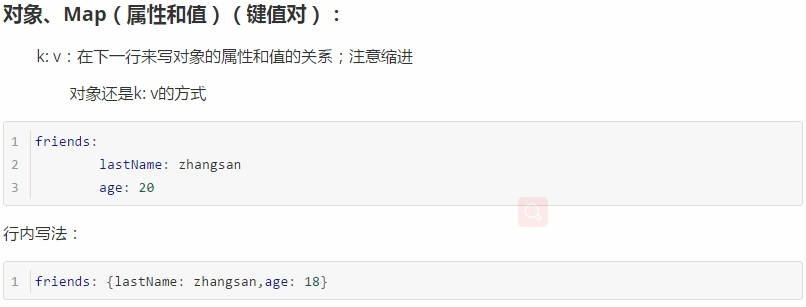 对象、Map（属性和值）（键值对）：
k: v：在下一行来写对象的属性和值的关系；注意缩进
对象还是k: v的方式
1 friends:
2 lastName: zhangsan
3 age: 20
行内写法：
1 friends: {lastName: zhangsan,age: 18}